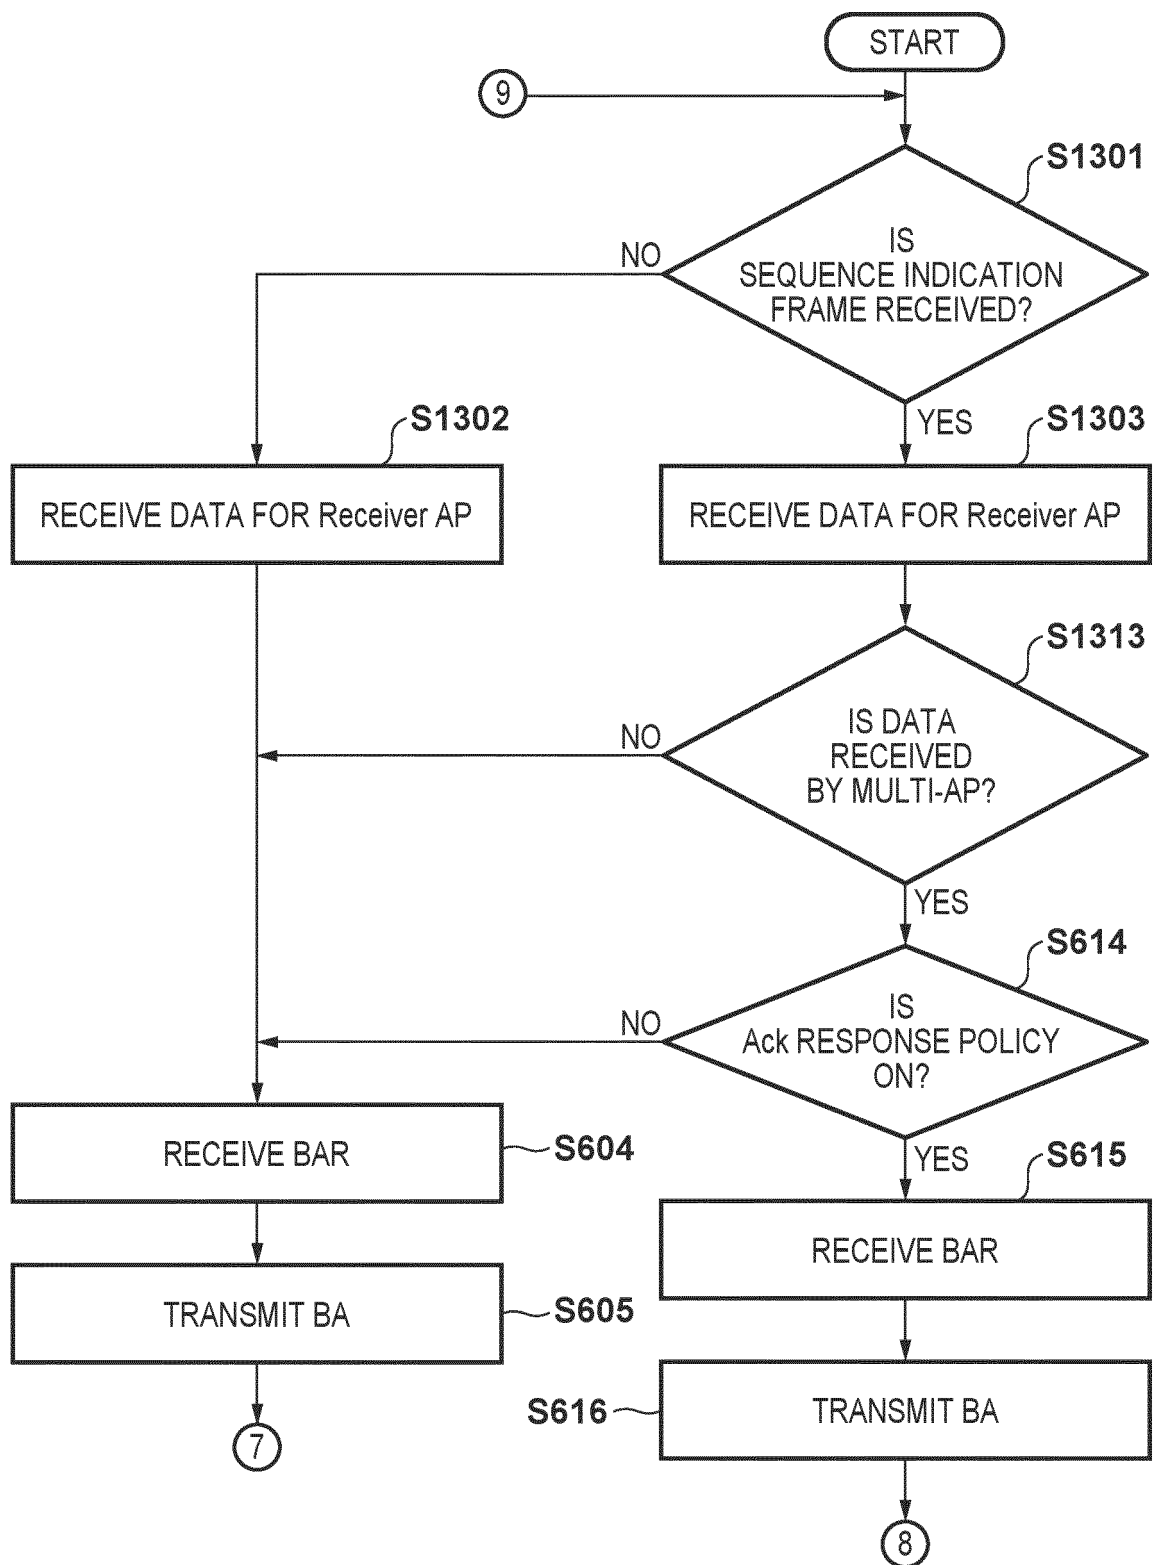 START
9
S1301
IS
SEQUENCE INDICATION
FRAME RECEIVED?
NO
YES
S1302
S1303
RECEIVE DATA FOR Receiver AP
RECEIVE DATA FOR Receiver AP
S1313
IS DATA
RECEIVED
BY MULTI-AP?
NO
YES
S614
IS
Ack RESPONSE POLICY
ON?
NO
YES
RECEIVE BAR
S604
S615
RECEIVE BAR
TRANSMIT BA
S605
S616
TRANSMIT BA
7
8